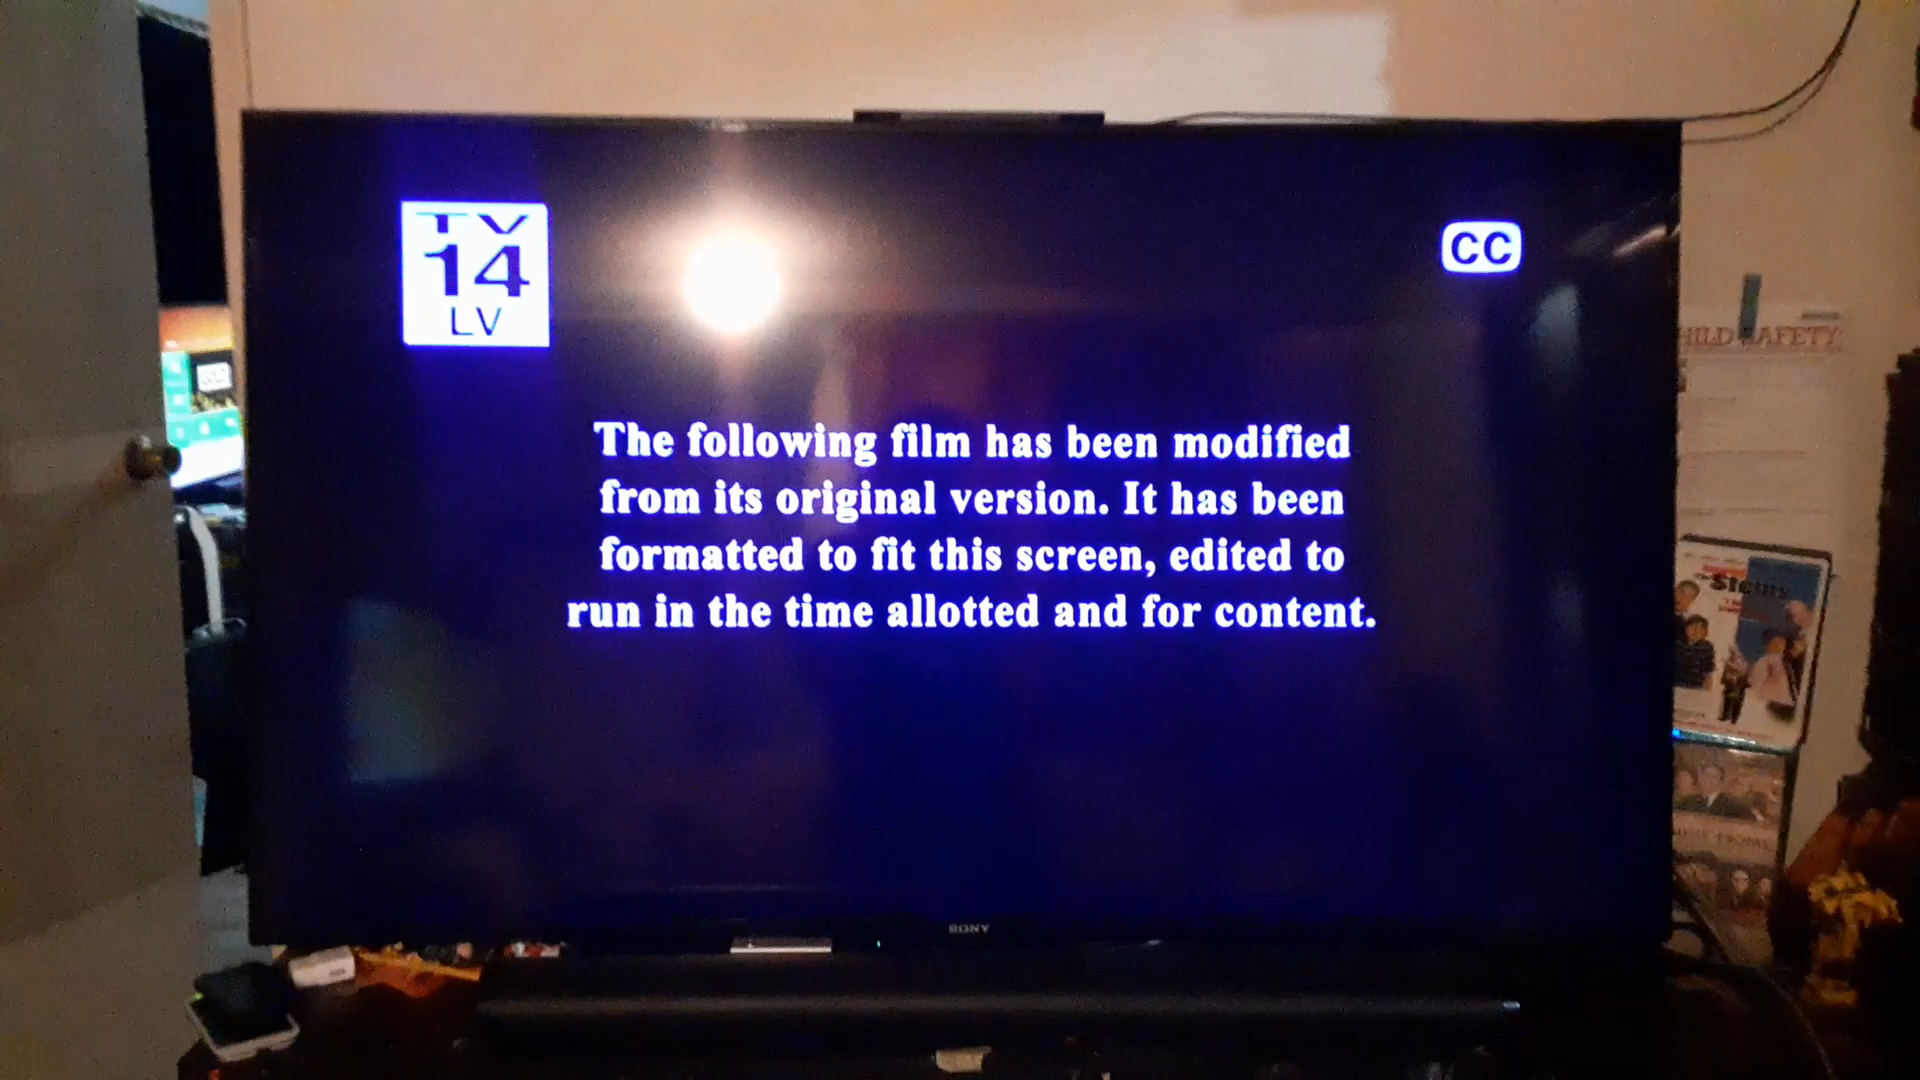 TV
14
LV
CC
The following film has been modified
from its original version. It has been
formatted to fit this screen, edited to
run in the time allotted and for content.
SONY
SAFETY